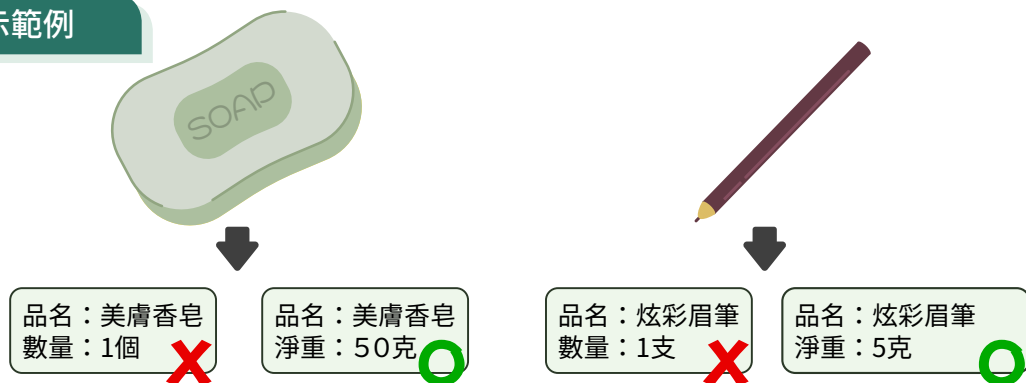 示範例
SOAP
品名：美膚香皂
數量：1個
X
品名：美膚香皂
淨重：50克
O
品名：炫彩眉筆
數量：1支
X
品名：炫彩眉筆
淨重：5克
O